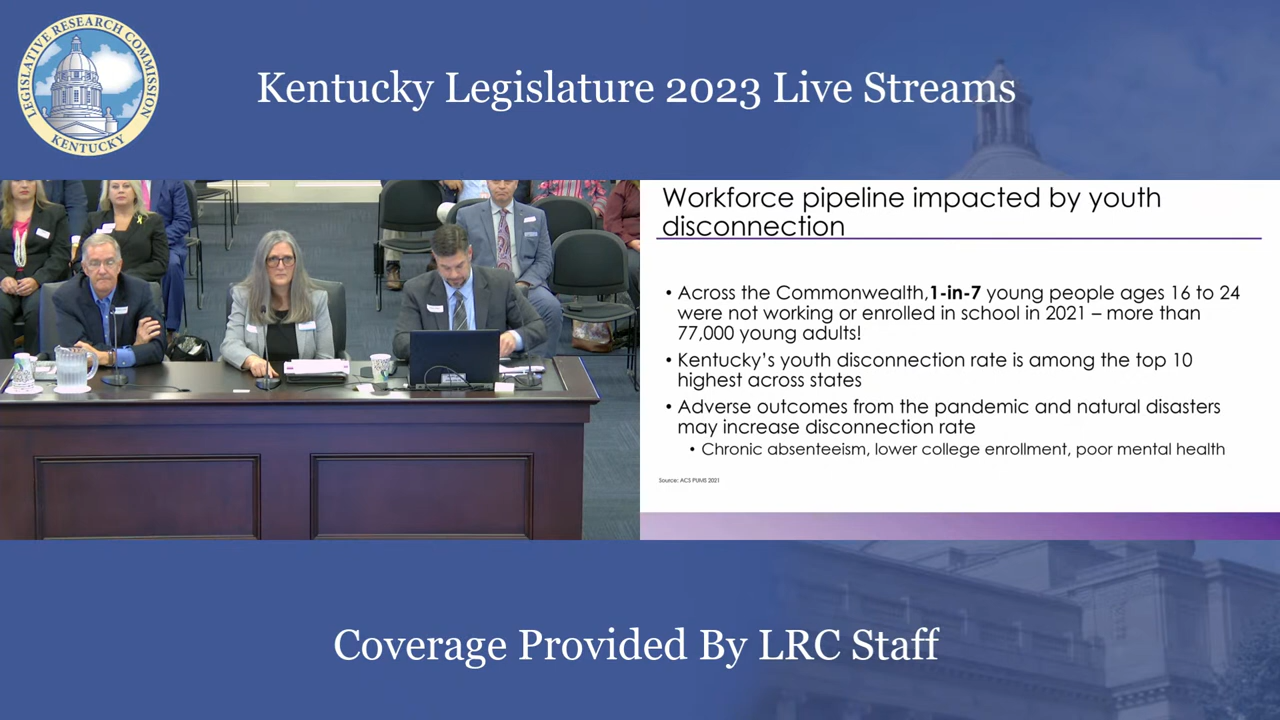 LEGISLATIVE RESEARCH COMMISSION
KENTUCKY
Kentucky Legislature 2023 Live Streams
Workforce pipeline impacted by youth
disconnection
• Across the Commonwealth,1-in-7 young people ages 16 to 24
were not working or enrolled in school in 2021 – more than
77,000 young adults!
• Kentucky’s youth disconnection rate is among the top 10
highest across states
• Adverse outcomes from the pandemic and natural disasters
may increase disconnection rate
• Chronic absenteeism, lower college enrollment, poor mental health
Source: ACS PUMS 2021
Coverage Provided By LRC Staff